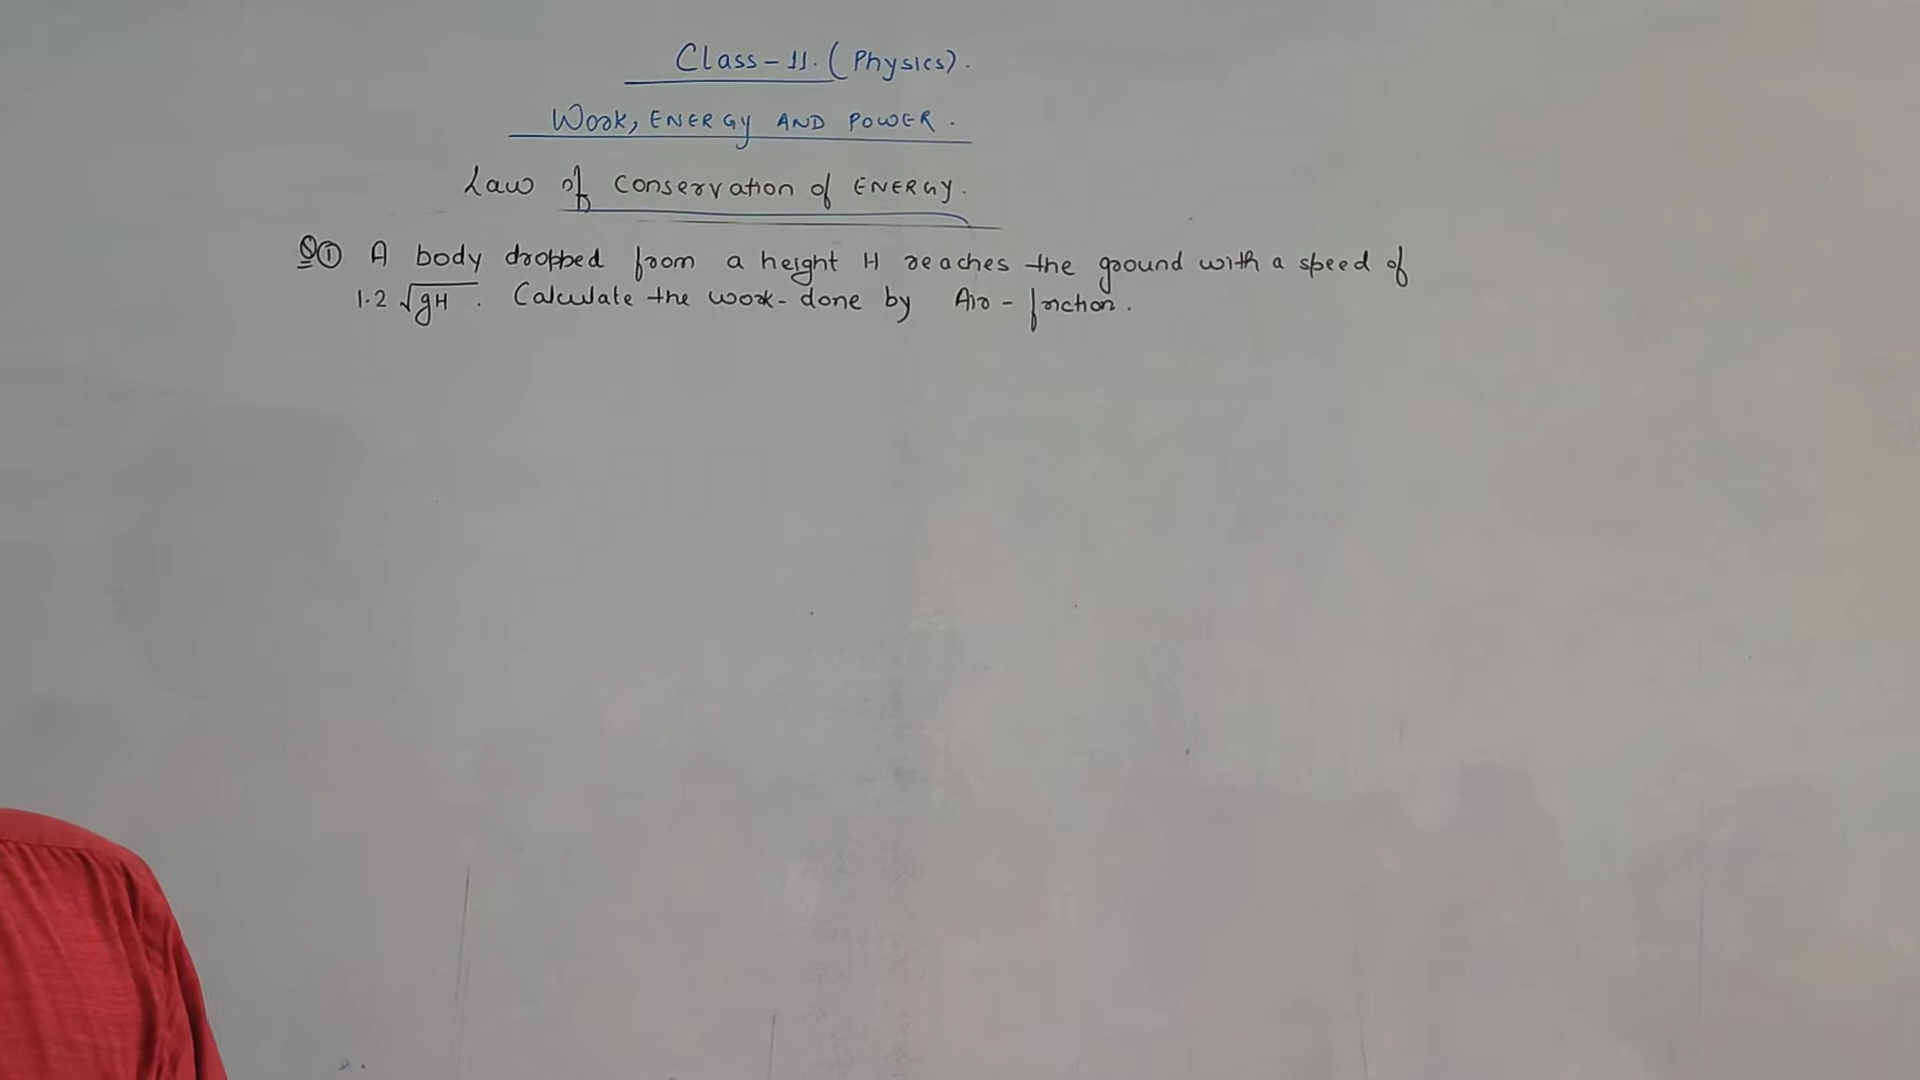 Class-11. (Physics).
Work, ENERGY AND POWER.
Law of Conservation of ENERGY.
Q① A body dropped from a height H reaches the ground with a speed of
1.2 √gH. Calculate the work-done by Air-friction.